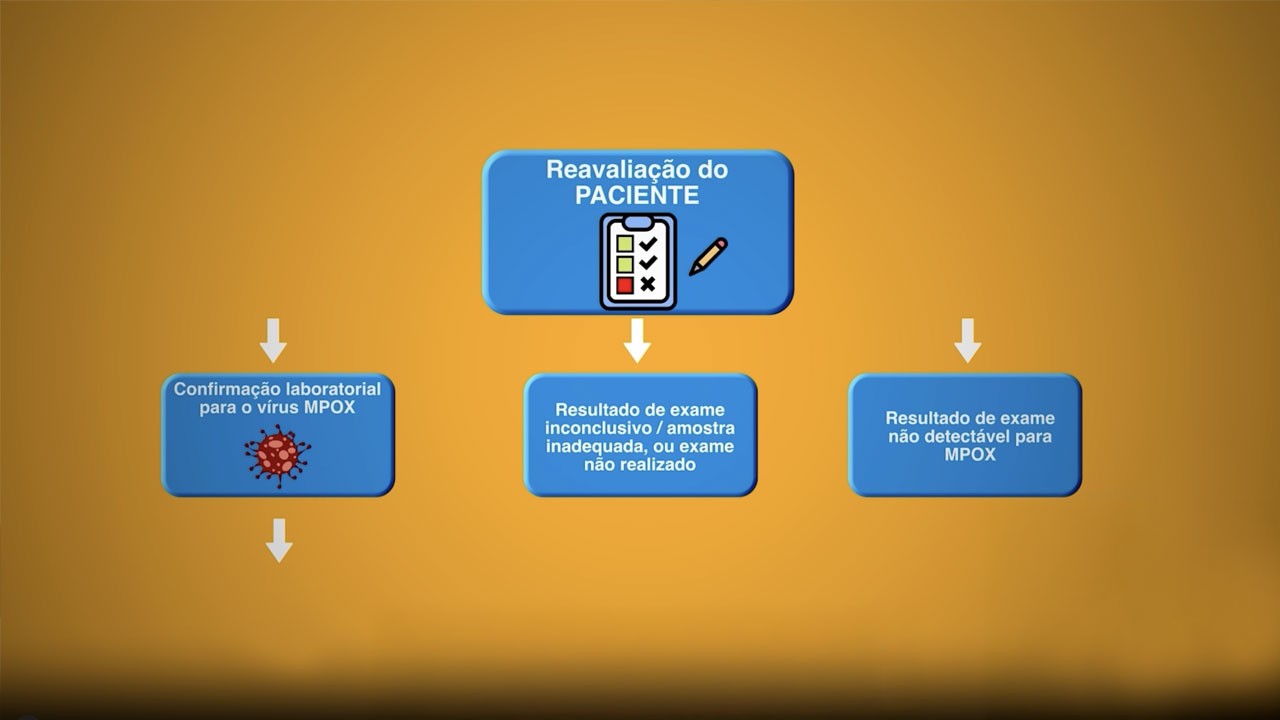 Reavaliação do
PACIENTE
Confirmação laboratorial
para o vírus MPOX
Resultado de exame
inconclusivo / amostra
inadequada, ou exame
não realizado
Resultado de exame
não detectável para
MPOX